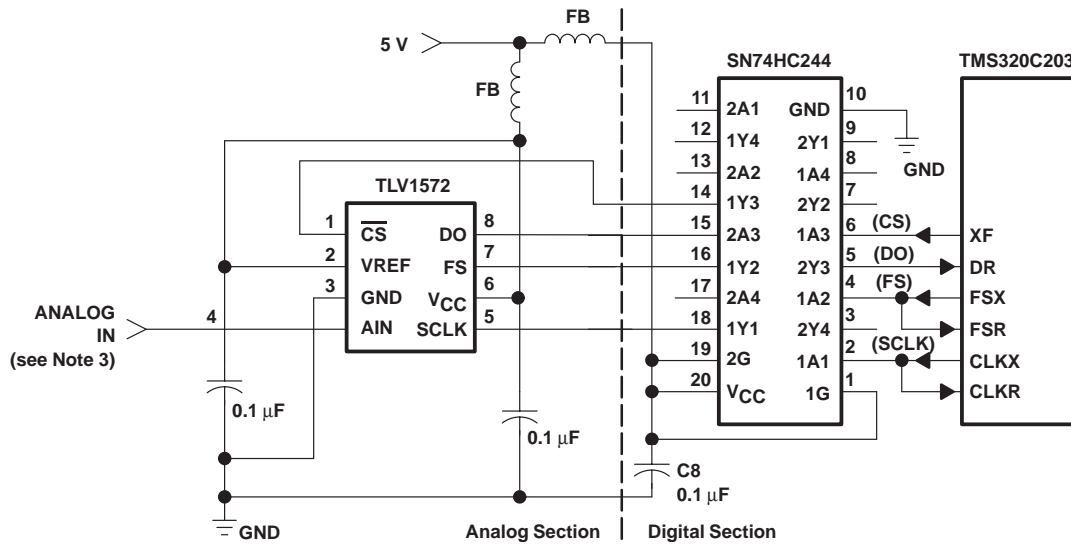 FB
5 V
SN74HC244
TMS320C203
FB
11 2A1 GND 10
12 1Y4 2Y1 9
13 2A2 1A4 8
GND
TLV1572
14 1Y3 2Y2 7
1 CS DO 8
15 2A3 1A3 6 (CS) XF
2 VREF FS 7
16 1Y2 2Y3 5 (DO) DR
3 GND VCC 6
17 2A4 1A2 4 (FS) FSX
ANALOG
IN
(see Note 3)
4 AIN SCLK 5
18 1Y1 2Y4 3 FSR
19 2G 1A1 2 (SCLK) CLKX
20 VCC 1G 1 CLKR
0.1 μF
0.1 μF
C8
0.1 μF
GND
Analog Section
Digital Section